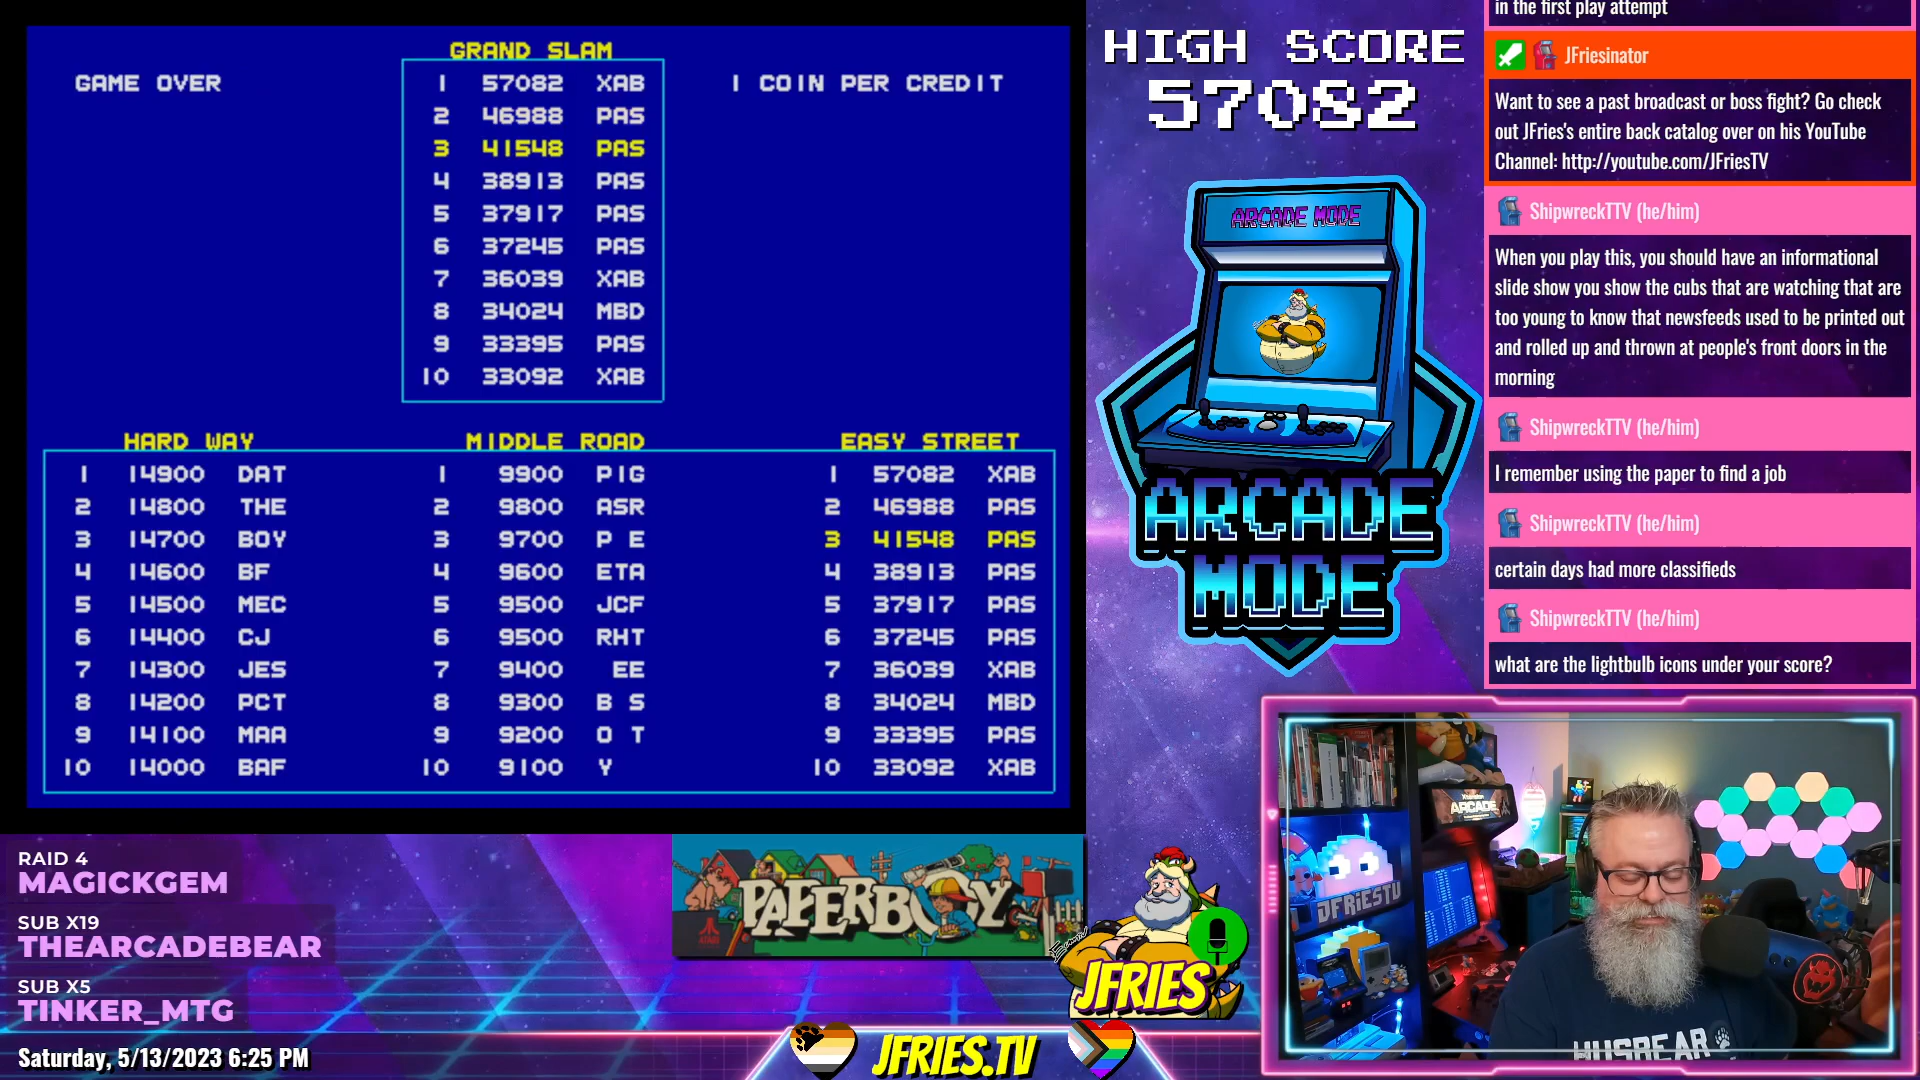 GRAND SLAM
GAME OVER
1 COIN PER CREDIT
1 57082 XAB
2 46988 PAS
3 41548 PAS
4 38913 PAS
5 37917 PAS
6 37245 PAS
7 36039 XAB
8 34024 MBD
9 33395 PAS
10 33092 XAB
HARD WAY
1 14900 DAT
2 14800 THE
3 14700 BOY
4 14600 BF
5 14500 MEC
6 14400 CJ
7 14300 JES
8 14200 PCT
9 14100 MAA
10 14000 BAF
MIDDLE ROAD
1 9900 PIG
2 9800 ASR
3 9700 P E
4 9600 ETA
5 9500 JCF
6 9500 RHT
7 9400 EE
8 9300 B S
9 9200 O T
10 9100 Y
EASY STREET
1 57082 XAB
2 46988 PAS
3 41548 PAS
4 38913 PAS
5 37917 PAS
6 37245 PAS
7 36039 XAB
8 34024 MBD
9 33395 PAS
10 33092 XAB
HIGH SCORE
57082
ARCADE MODE
ARCADE
MODE
in the first play attempt
JFriesinator
Want to see a past broadcast or boss fight? Go check
out JFries's entire back catalog over on his YouTube
Channel: http://youtube.com/JFriesTV
ShipwreckTTV (he/him)
When you play this, you should have an informational
slide show you show the cubs that are watching that are
too young to know that newsfeeds used to be printed out
and rolled up and thrown at people's front doors in the
morning
ShipwreckTTV (he/him)
I remember using the paper to find a job
ShipwreckTTV (he/him)
certain days had more classifieds
ShipwreckTTV (he/him)
what are the lightbulb icons under your score?
RAID 4
MAGICKGEM
SUB X19
THEARCADEBEAR
SUB X5
TINKER_MTG
Saturday, 5/13/2023 6:25 PM
PAPERBOY
ATARI
JFRIES
JFRIES.TV
ARCADE
JFRIESTV
HUSBEAR